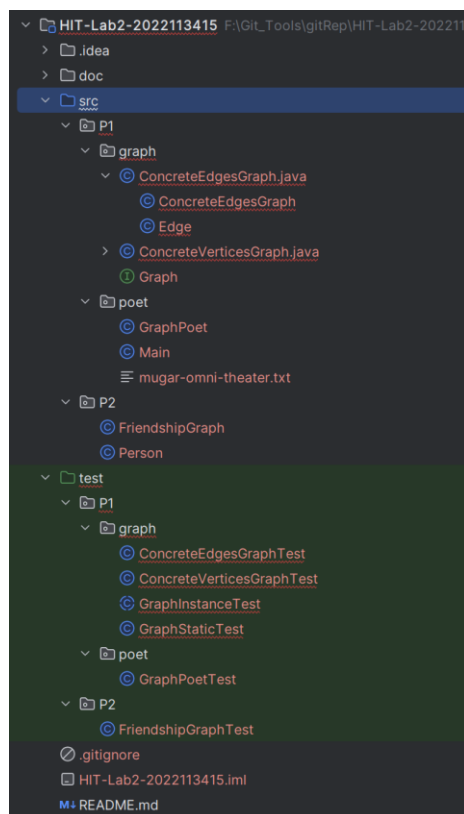 HIT-Lab2-2022113415 F:\Git_Tools\gitRep\HIT-Lab2-20221
.idea
doc
src
P1
graph
ConcreteEdgesGraph.java
ConcreteEdgesGraph
Edge
ConcreteVerticesGraph.java
Graph
poet
GraphPoet
Main
mugar-omni-theater.txt
P2
FriendshipGraph
Person
test
P1
graph
ConcreteEdgesGraphTest
ConcreteVerticesGraphTest
GraphInstanceTest
GraphStaticTest
poet
GraphPoetTest
P2
FriendshipGraphTest
.gitignore
HIT-Lab2-2022113415.iml
README.md